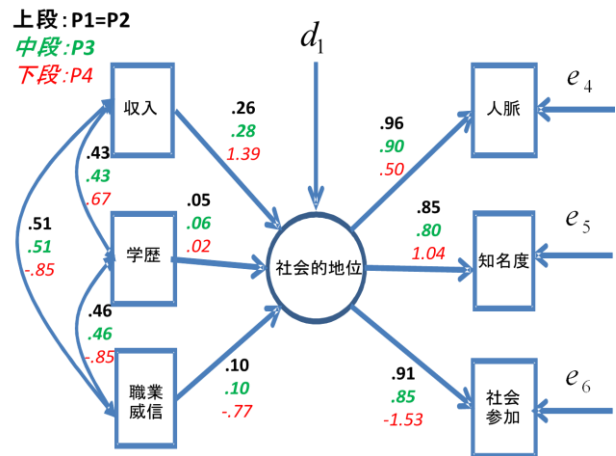 上段:P1=P2
中段:P3
下段:P4
d1
収入
.26
.28
1.39
.96
.90
.50
人脈
e4
.43
.43
.67
.51
.51
-.85
学歴
.05
.06
.02
社会的地位
.85
.80
1.04
知名度
e5
.46
.46
-.85
職業
威信
.10
.10
-.77
.91
.85
-1.53
社会
参加
e6